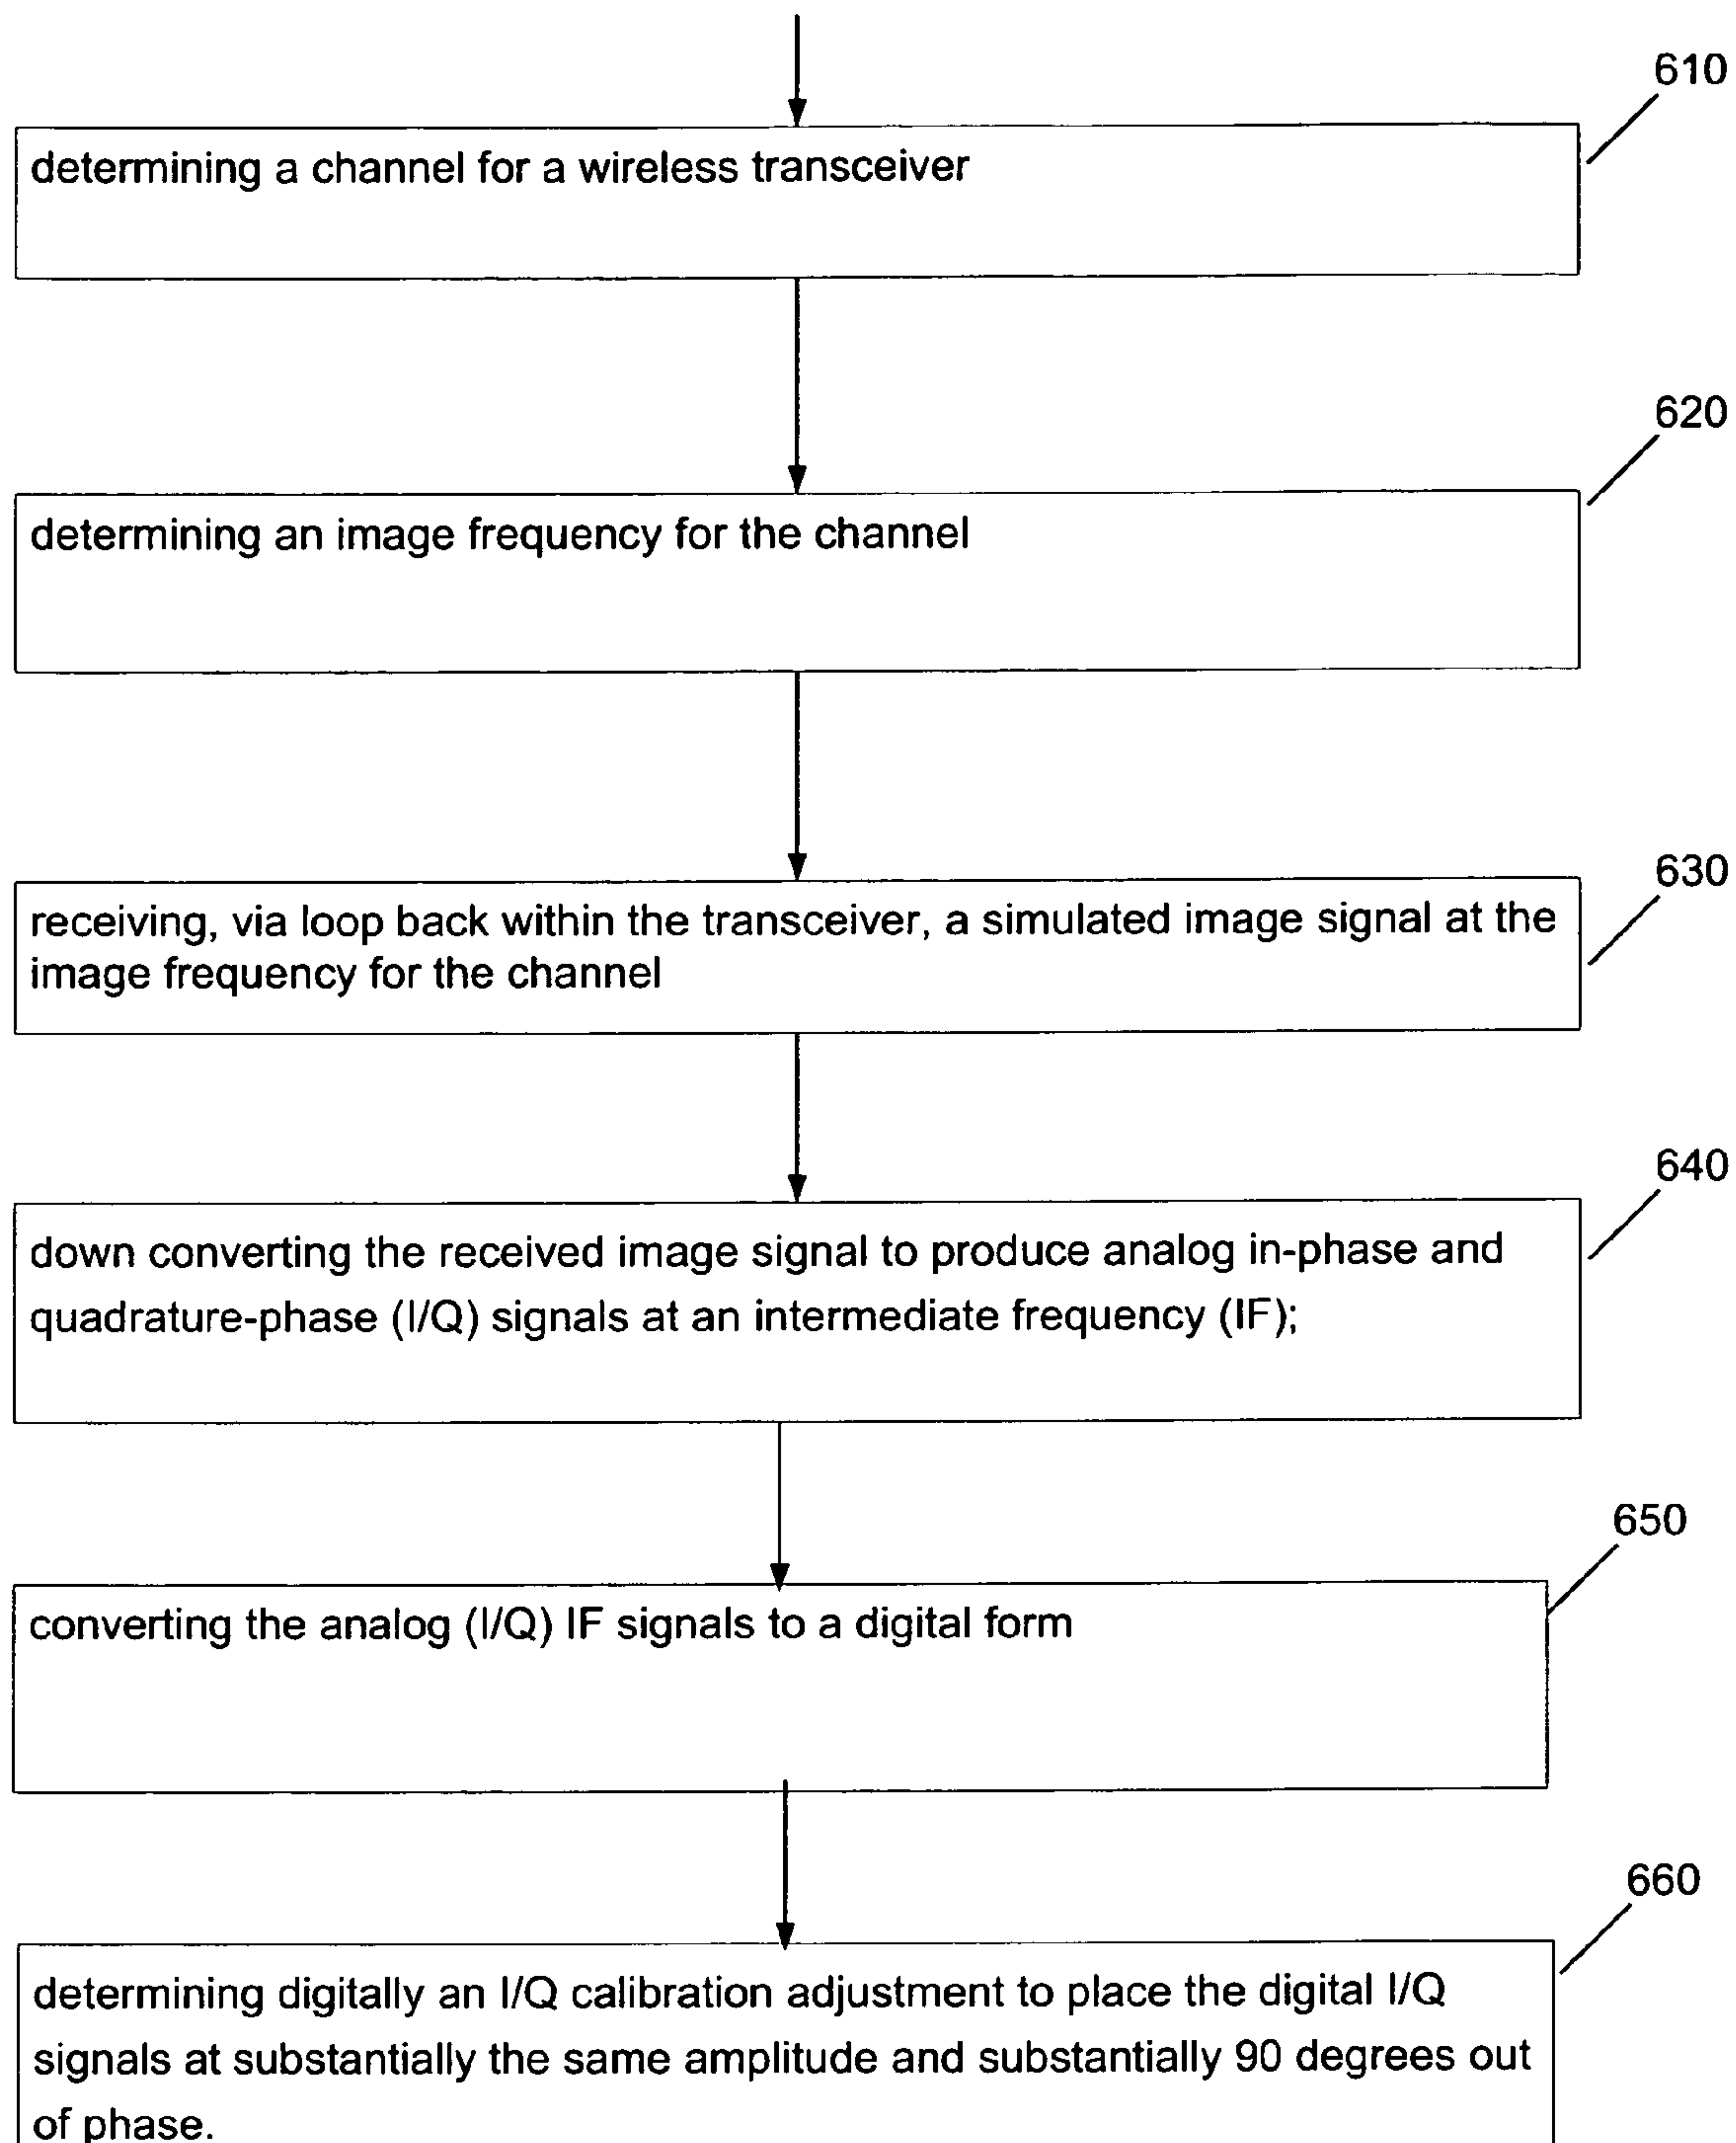 610
determining a channel for a wireless transceiver
620
determining an image frequency for the channel
630
receiving, via loop back within the transceiver, a simulated image signal at the
image frequency for the channel
640
down converting the received image signal to produce analog in-phase and
quadrature-phase (I/Q) signals at an intermediate frequency (IF);
650
converting the analog (I/Q) IF signals to a digital form
660
determining digitally an I/Q calibration adjustment to place the digital I/Q
signals at substantially the same amplitude and substantially 90 degrees out
of phase.